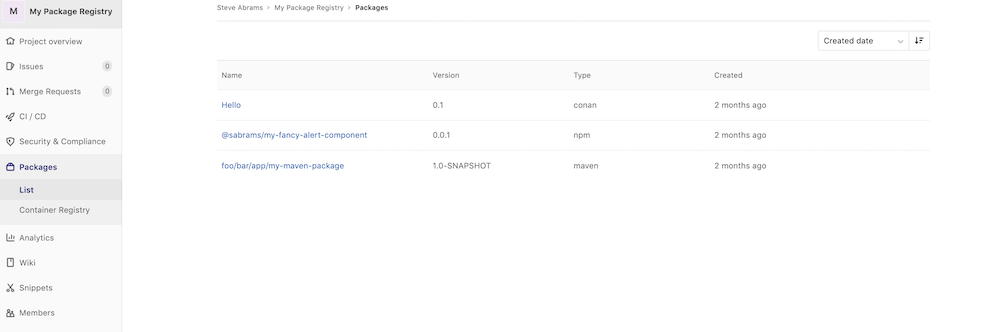 M My Package Registry
Project overview
Issues 0
Merge Requests 0
CI / CD
Security & Compliance
Packages
List
Container Registry
Analytics
Wiki
Snippets
Members
Steve Abrams > My Package Registry > Packages
Created date
Name Version Type Created
Hello 0.1 conan 2 months ago
@sabrams/my-fancy-alert-component 0.0.1 npm 2 months ago
foo/bar/app/my-maven-package 1.0-SNAPSHOT maven 2 months ago